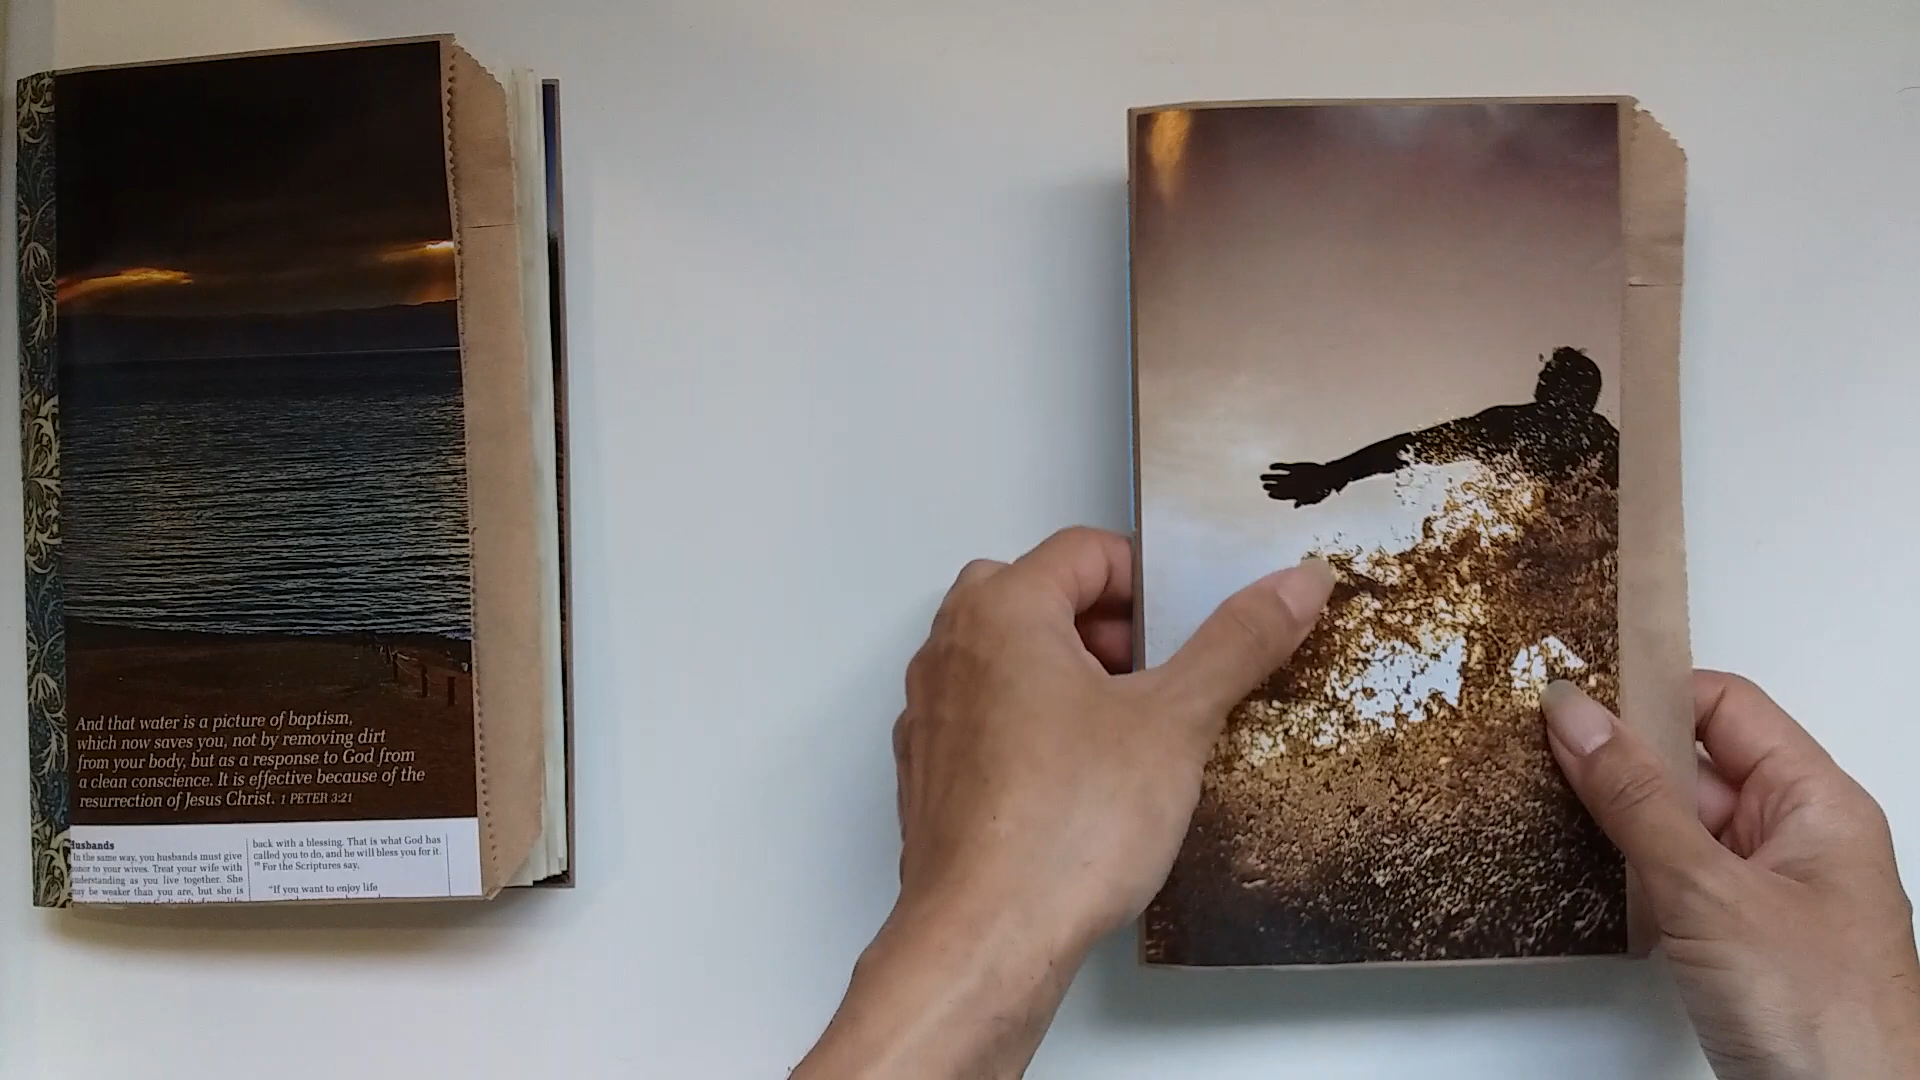 And that water is a picture of baptism,
which now saves you, not by removing dirt
from your body, but as a response to God from
a clean conscience. It is effective because of the
resurrection of Jesus Christ. 1 PETER 3:21
Husbands
In the same way, you husbands must give
to your wives. Treat your wife with
as you live together. She
be weaker than you are, but she is
back with a blessing. That is what God has
called you to do, and he will bless you for it.
10 For the Scriptures say,
"If you want to enjoy life